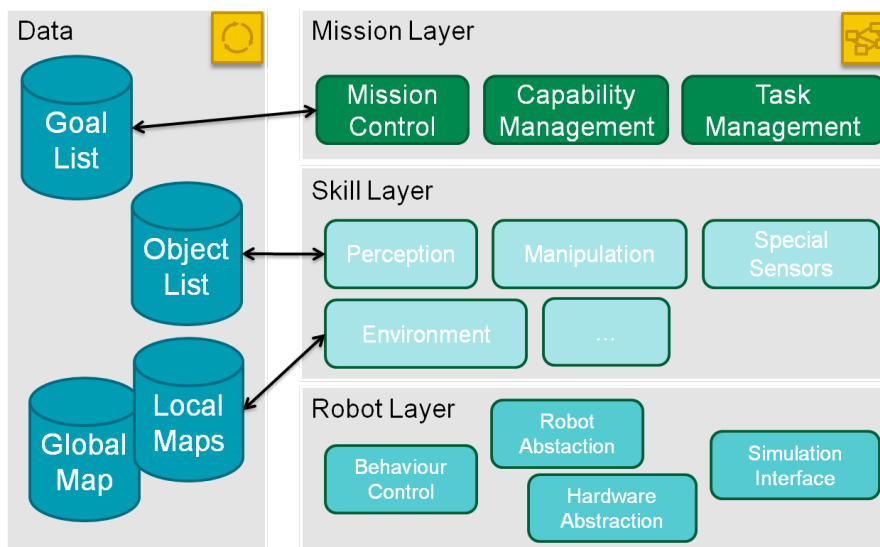 Data
Goal
List
Object
List
Local
Maps
Global
Map
Mission Layer
Mission
Control
Capability
Management
Task
Management
Skill Layer
Perception
Manipulation
Special
Sensors
Environment
...
Robot Layer
Behaviour
Control
Robot
Abstaction
Hardware
Abstraction
Simulation
Interface